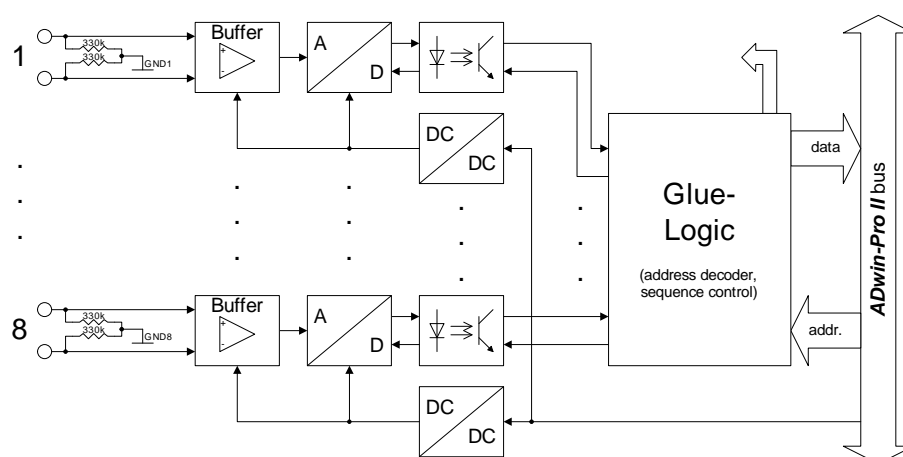 1
330k
330k
GND1
Buffer
+
-
A
D
DC
DC
Glue-
Logic
(address decoder,
sequence control)
data
addr.
ADwin-Pro II bus
8
330k
330k
GND8
Buffer
+
-
A
D
DC
DC